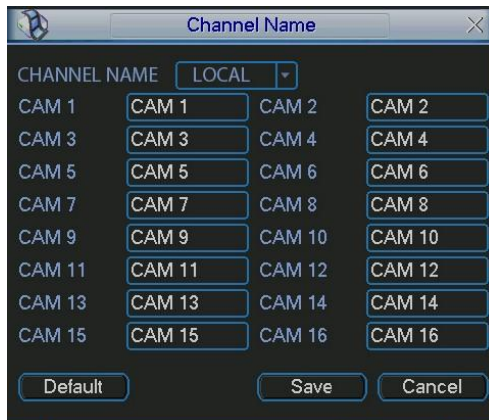 Channel Name
CHANNEL NAME LOCAL
CAM 1 CAM 1 CAM 2 CAM 2
CAM 3 CAM 3 CAM 4 CAM 4
CAM 5 CAM 5 CAM 6 CAM 6
CAM 7 CAM 7 CAM 8 CAM 8
CAM 9 CAM 9 CAM 10 CAM 10
CAM 11 CAM 11 CAM 12 CAM 12
CAM 13 CAM 13 CAM 14 CAM 14
CAM 15 CAM 15 CAM 16 CAM 16
Default Save Cancel